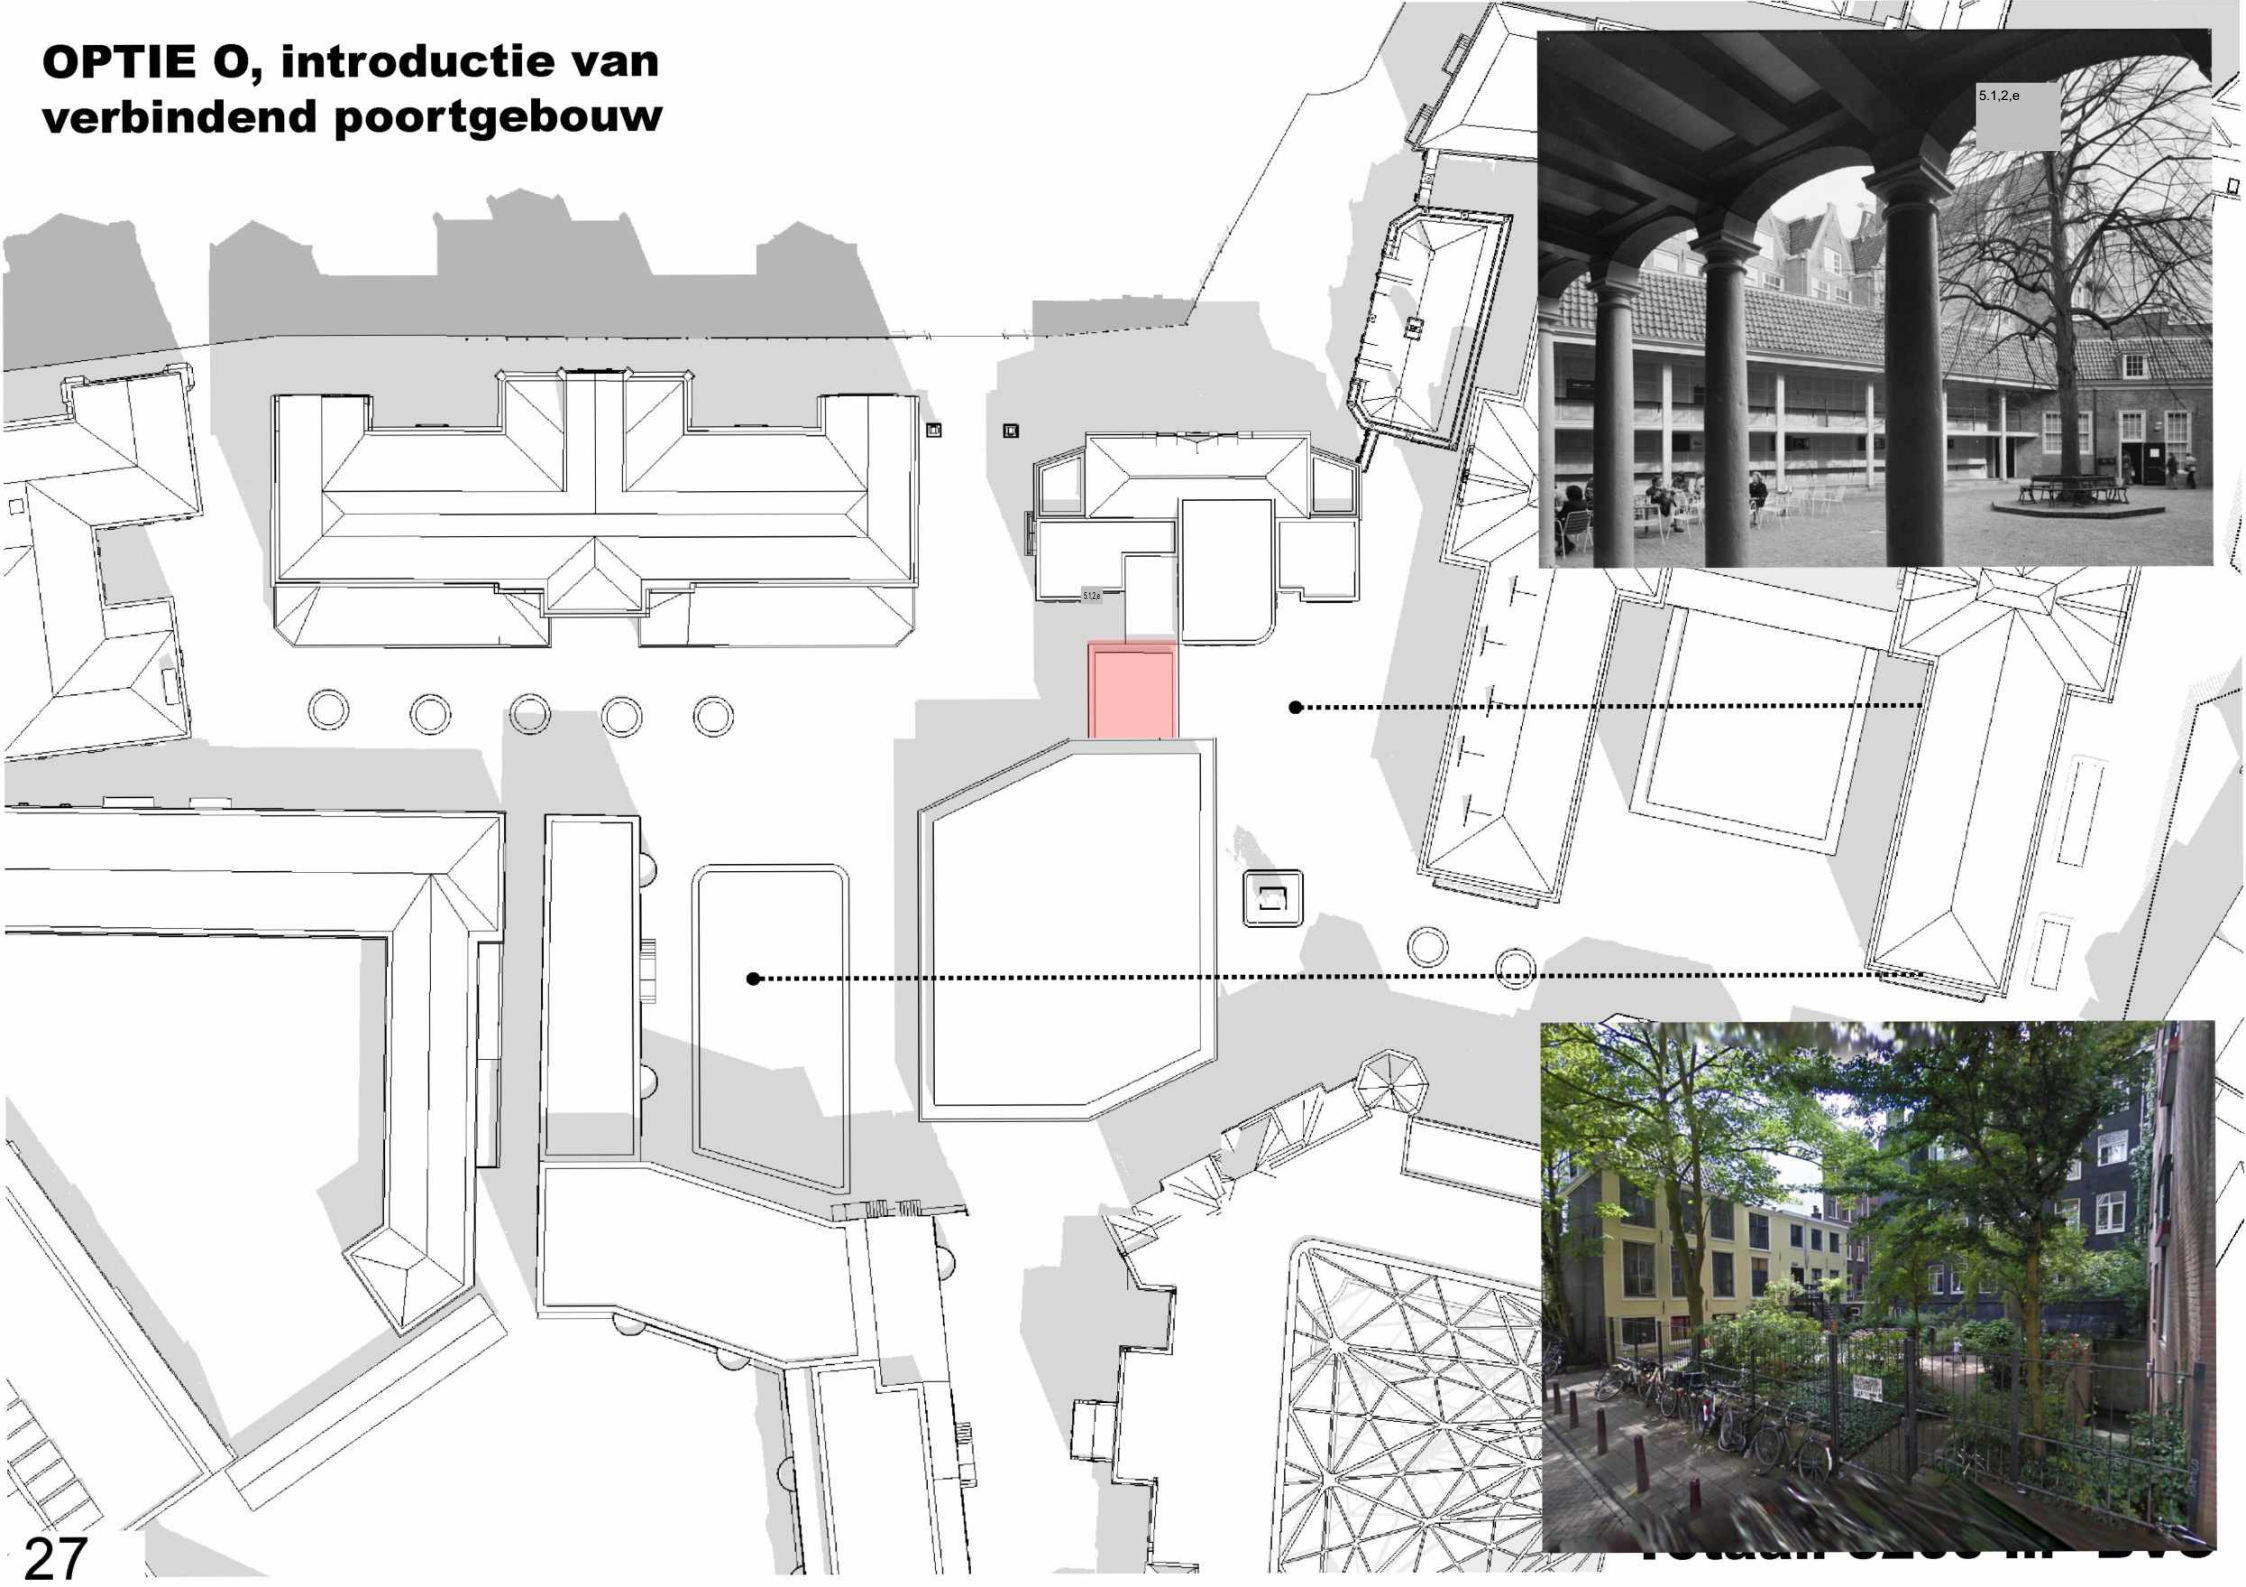 OPTIE O, introductie van
verbindend poortgebouw
5.1,2,e
5.1.2.e
27